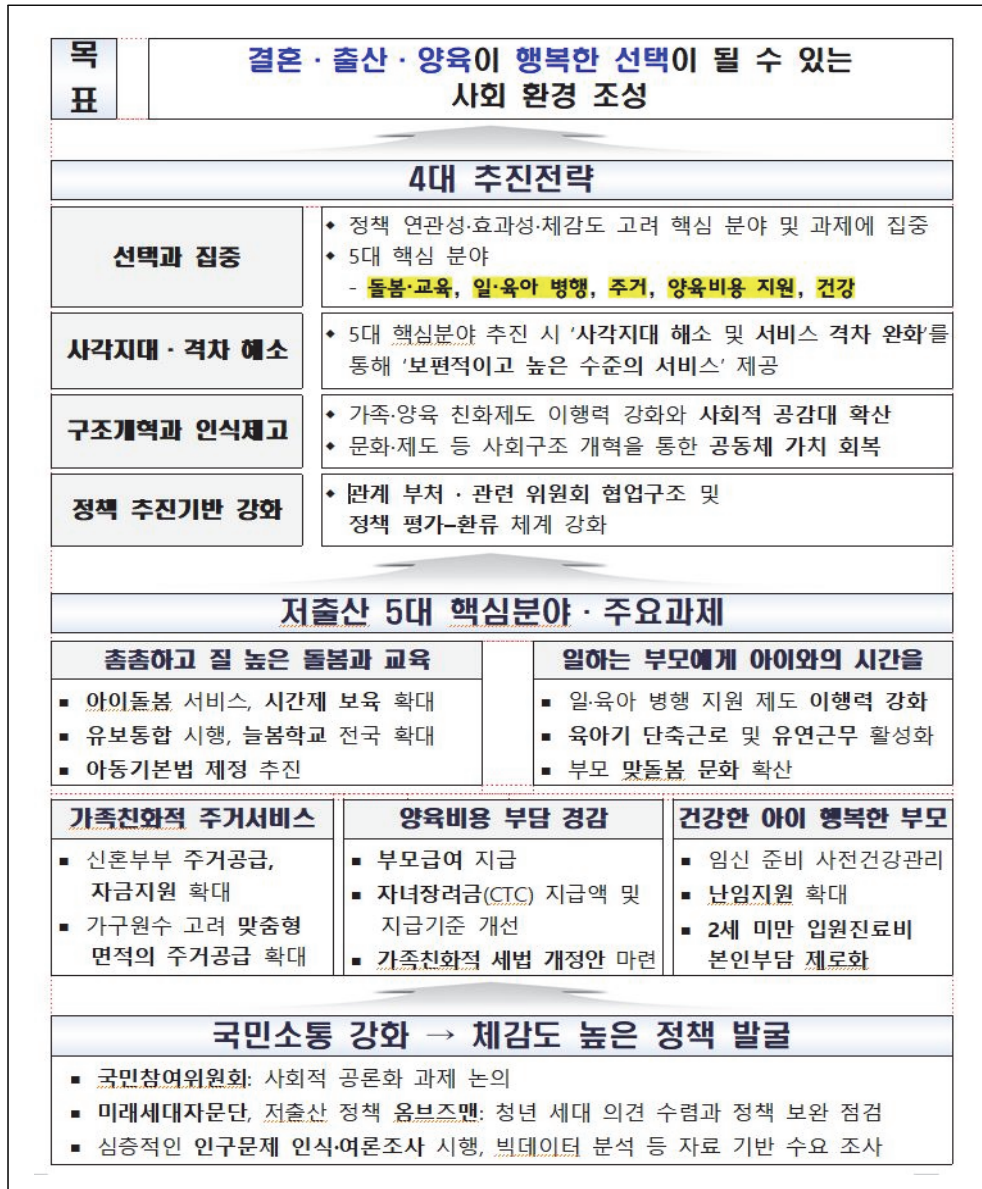 목
표
결혼 · 출산 · 양육이 행복한 선택이 될 수 있는
사회 환경 조성
4대 추진전략
선택과 집중
◆ 정책 연관성·효과성·체감도 고려 핵심 분야 및 과제에 집중
◆ 5대 핵심 분야
- 돌봄·교육, 일·육아 병행, 주거, 양육비용 지원, 건강
사각지대 · 격차 해소
◆ 5대 핵심분야 추진 시 ‘사각지대 해소 및 서비스 격차 완화’를
통해 ‘보편적이고 높은 수준의 서비스’ 제공
구조개혁과 인식제고
◆ 가족·양육 친화제도 이행력 강화와 사회적 공감대 확산
◆ 문화·제도 등 사회구조 개혁을 통한 공동체 가치 회복
정책 추진기반 강화
◆ 관계 부처 · 관련 위원회 협업구조 및
정책 평가–환류 체계 강화
저출산 5대 핵심분야 · 주요과제
촘촘하고 질 높은 돌봄과 교육
■ 아이돌봄 서비스, 시간제 보육 확대
■ 유보통합 시행, 늘봄학교 전국 확대
■ 아동기본법 제정 추진
일하는 부모에게 아이와의 시간을
■ 일·육아 병행 지원 제도 이행력 강화
■ 육아기 단축근로 및 유연근무 활성화
■ 부모 맞돌봄 문화 확산
가족친화적 주거서비스
■ 신혼부부 주거공급,
자금지원 확대
■ 가구원수 고려 맞춤형
면적의 주거공급 확대
양육비용 부담 경감
■ 부모급여 지급
■ 자녀장려금(CTC) 지급액 및
지급기준 개선
■ 가족친화적 세법 개정안 마련
건강한 아이 행복한 부모
■ 임신 준비 사전건강관리
■ 난임지원 확대
■ 2세 미만 입원진료비
본인부담 제로화
국민소통 강화 → 체감도 높은 정책 발굴
■ 국민참여위원회: 사회적 공론화 과제 논의
■ 미래세대자문단, 저출산 정책 옴브즈맨: 청년 세대 의견 수렴과 정책 보완 점검
■ 심층적인 인구문제 인식·여론조사 시행, 빅데이터 분석 등 자료 기반 수요 조사